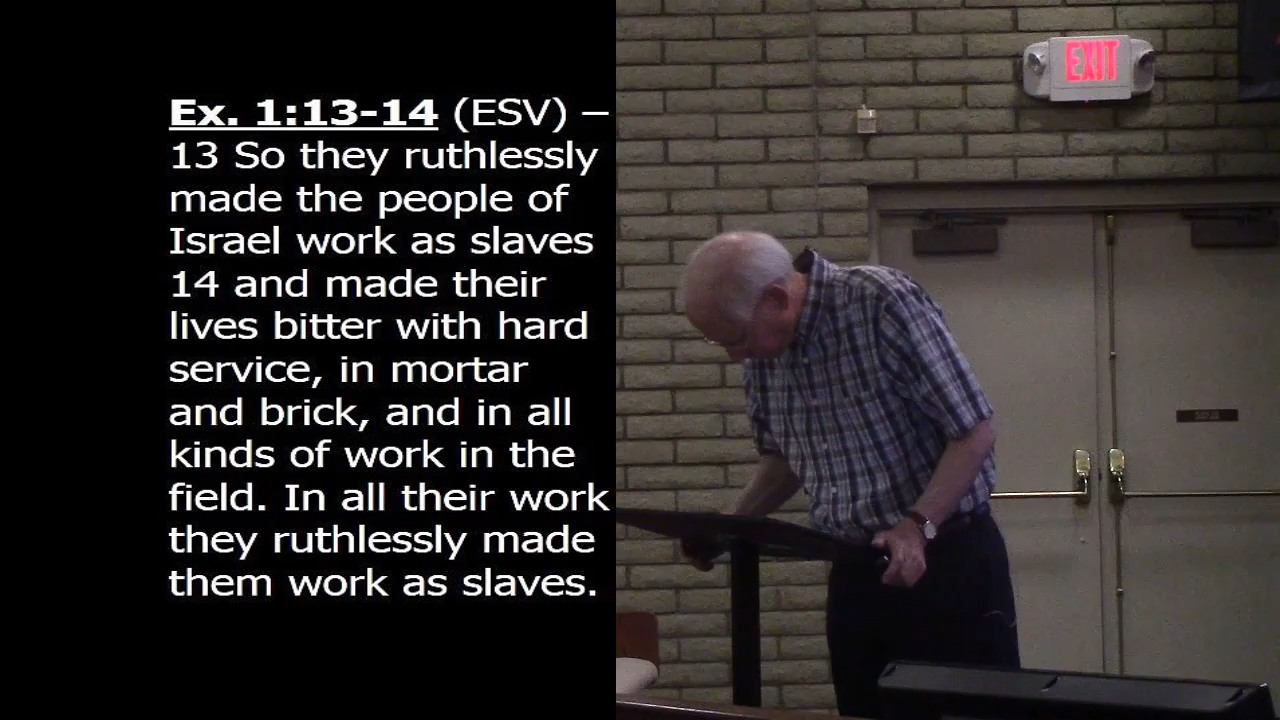 Ex. 1:13-14 (ESV) –
13 So they ruthlessly
made the people of
Israel work as slaves
14 and made their
lives bitter with hard
service, in mortar
and brick, and in all
kinds of work in the
field. In all their work
they ruthlessly made
them work as slaves.
EXIT